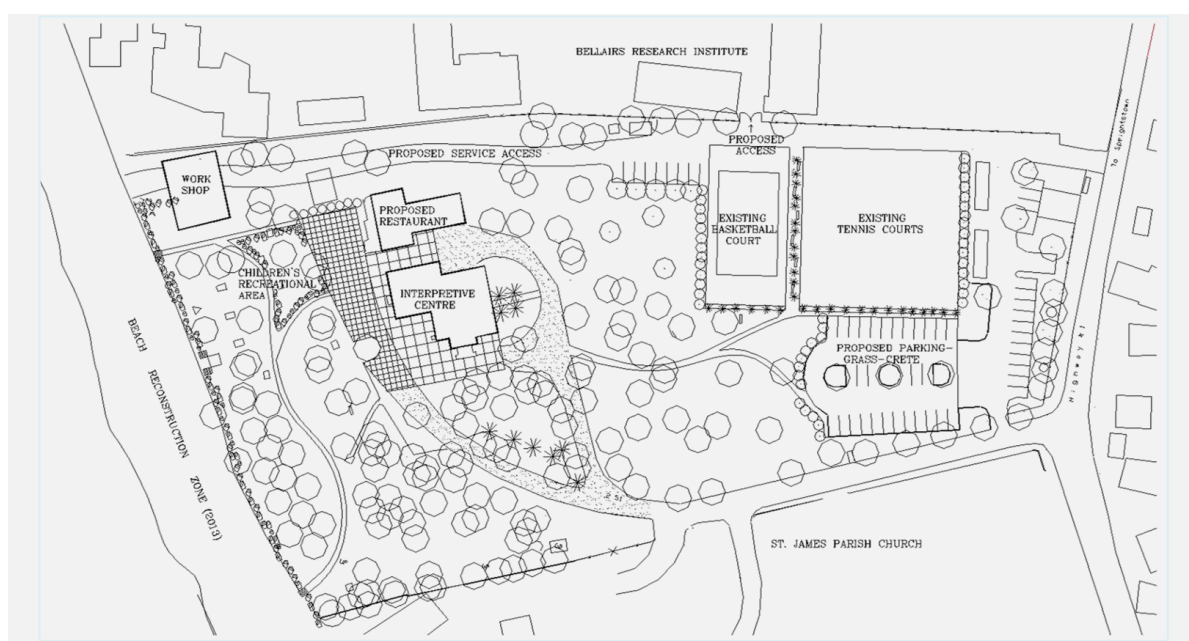 BELLAIRS RESEARCH INSTITUTE
PROPOSED
ACCESS
PROPOSED SERVICE ACCESS
WORK
SHOP
PROPOSED
RESTAURANT
EXISTING
BASKETBALL
COURT
EXISTING
TENNIS COURTS
CHILDREN'S
RECREATIONAL
AREA
INTERPRETIVE
CENTRE
PROPOSED PARKING-
GRASS-CRETE
BEACH RECONSTRUCTION ZONE (2013)
ST. JAMES PARISH CHURCH
To Speightstown
Highway #1